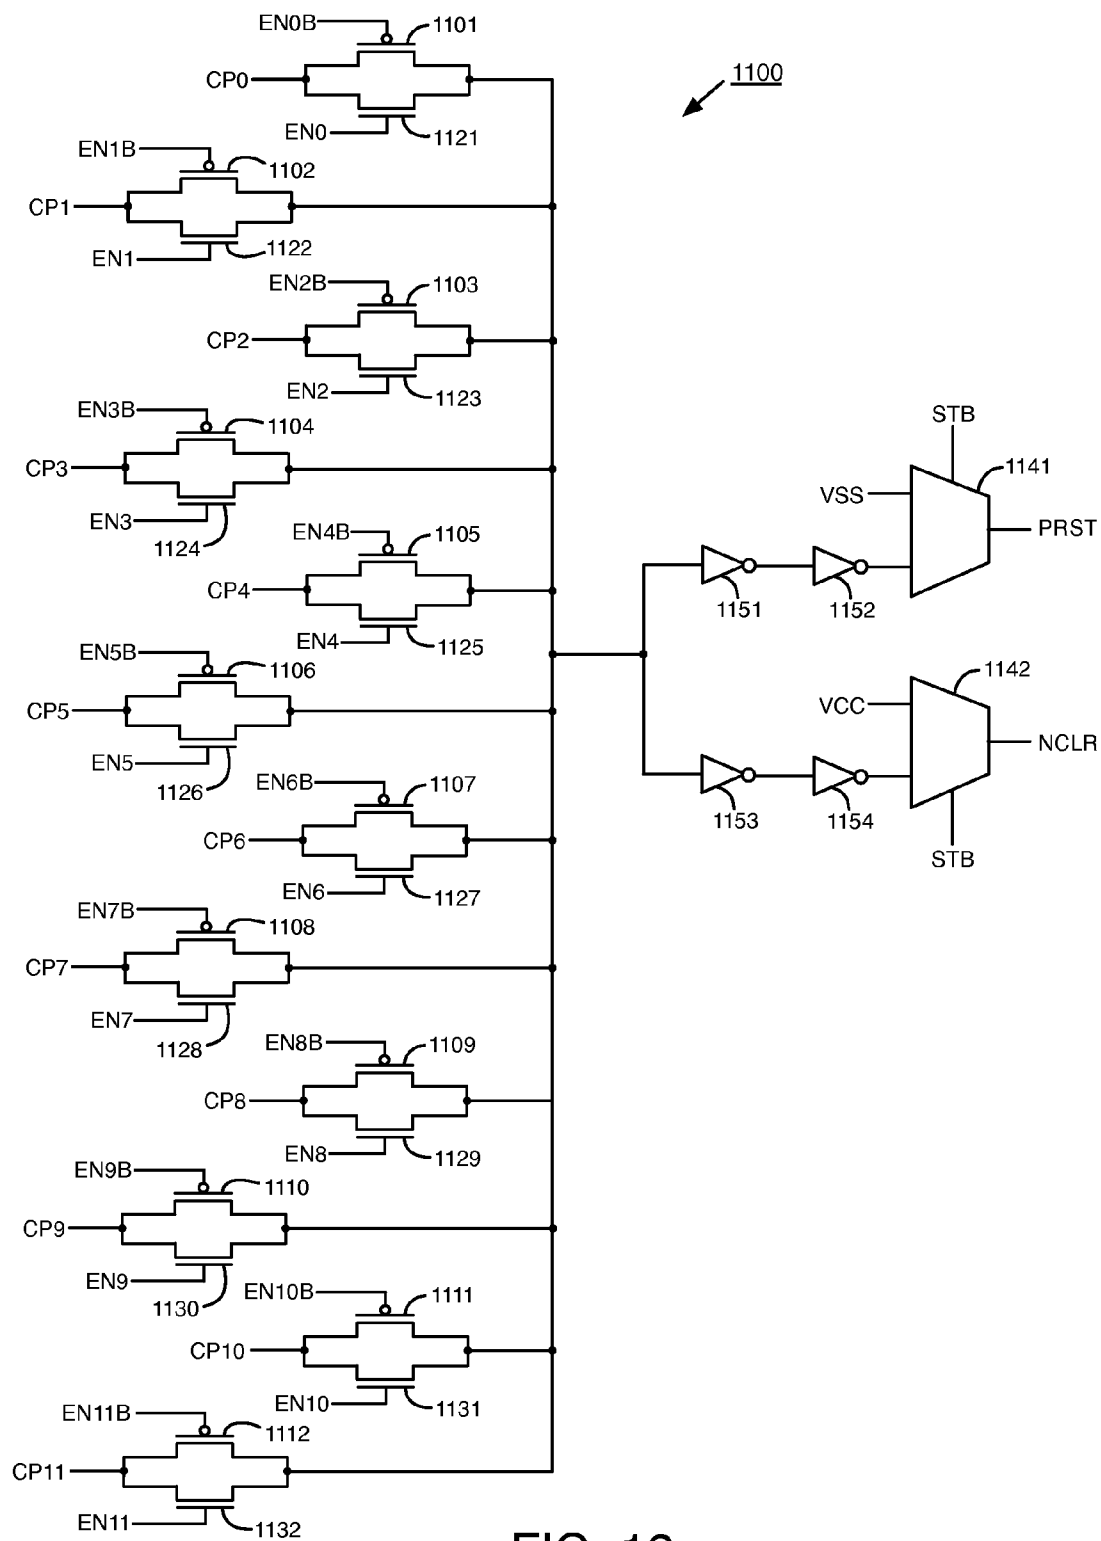 EN0B 1101
CP0
1100
EN0 1121
EN1B 1102
CP1
EN1 1122
EN2B 1103
CP2
EN2 1123
EN3B 1104
CP3
EN3 1124
STB
1141
VSS
PRST
EN4B 1105
CP4
EN4 1125
1151 1152
EN5B 1106
CP5
EN5 1126
1142
VCC
NCLR
EN6B 1107
CP6
EN6 1127
1153 1154
STB
EN7B 1108
CP7
EN7 1128
EN8B 1109
CP8
EN8 1129
EN9B 1110
CP9
EN9 1130
EN10B 1111
CP10
EN10 1131
EN11B 1112
CP11
EN11 1132